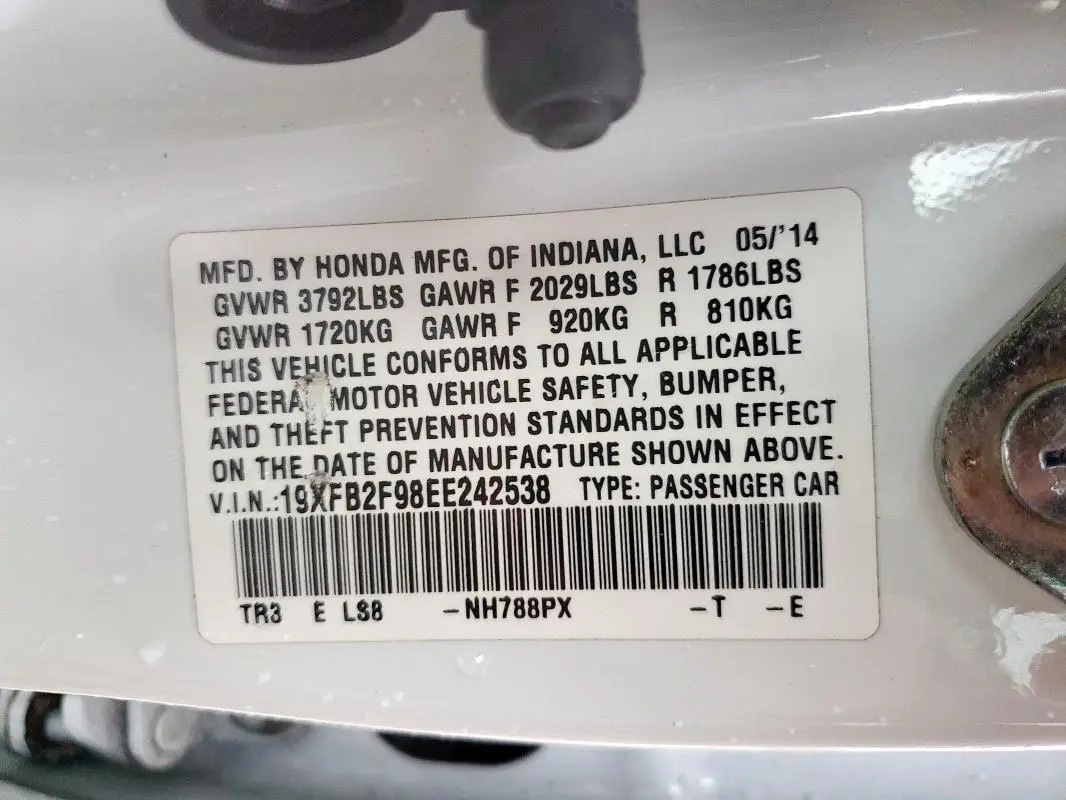 MFD. BY HONDA MFG. OF INDIANA, LLC 05/'14
GVWR 3792LBS GAWR F 2029LBS R 1786LBS
GVWR 1720KG GAWR F 920KG R 810KG
THIS VEHICLE CONFORMS TO ALL APPLICABLE
FEDERAL MOTOR VEHICLE SAFETY, BUMPER,
AND THEFT PREVENTION STANDARDS IN EFFECT
ON THE DATE OF MANUFACTURE SHOWN ABOVE.
V.I.N.:19XFB2F98EE242538 TYPE: PASSENGER CAR
TR3 E LS8 -NH788PX -T -E